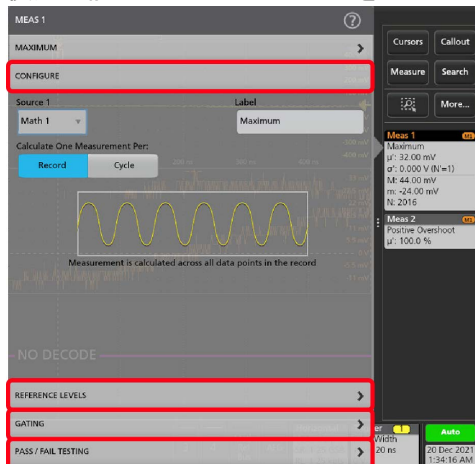 MEAS 1
?
MAXIMUM
CONFIGURE
Source 1
Label
Math 1
Maximum
Calculate One Measurement Per:
Record
Cycle
Measurement is calculated across all data points in the record
NO DECODE
REFERENCE LEVELS
GATING
PASS / FAIL TESTING
Cursors
Callout
Measure
Search
More...
Meas 1
M1
Maximum
µ': 32.00 mV
σ': 0.000 V (N'=1)
M: 44.00 mV
m: -24.00 mV
N: 2016
Meas 2
M1
Positive Overshoot
µ': 100.0 %
Width
20 ns
Auto
20 Dec 2021
1:34:16 AM